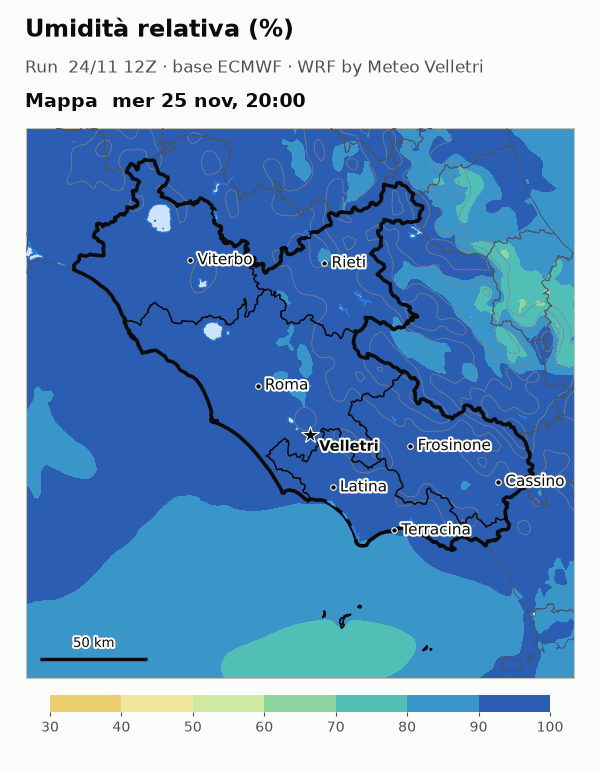 Umidità relativa (%)
Run  24/11 12Z · base ECMWF · WRF by Meteo Velletri
Mappa  mer 25 nov, 20:00
Viterbo
Rieti
Roma
Velletri
Frosinone
Cassino
Latina
Terracina
50 km
30 40 50 60 70 80 90 100